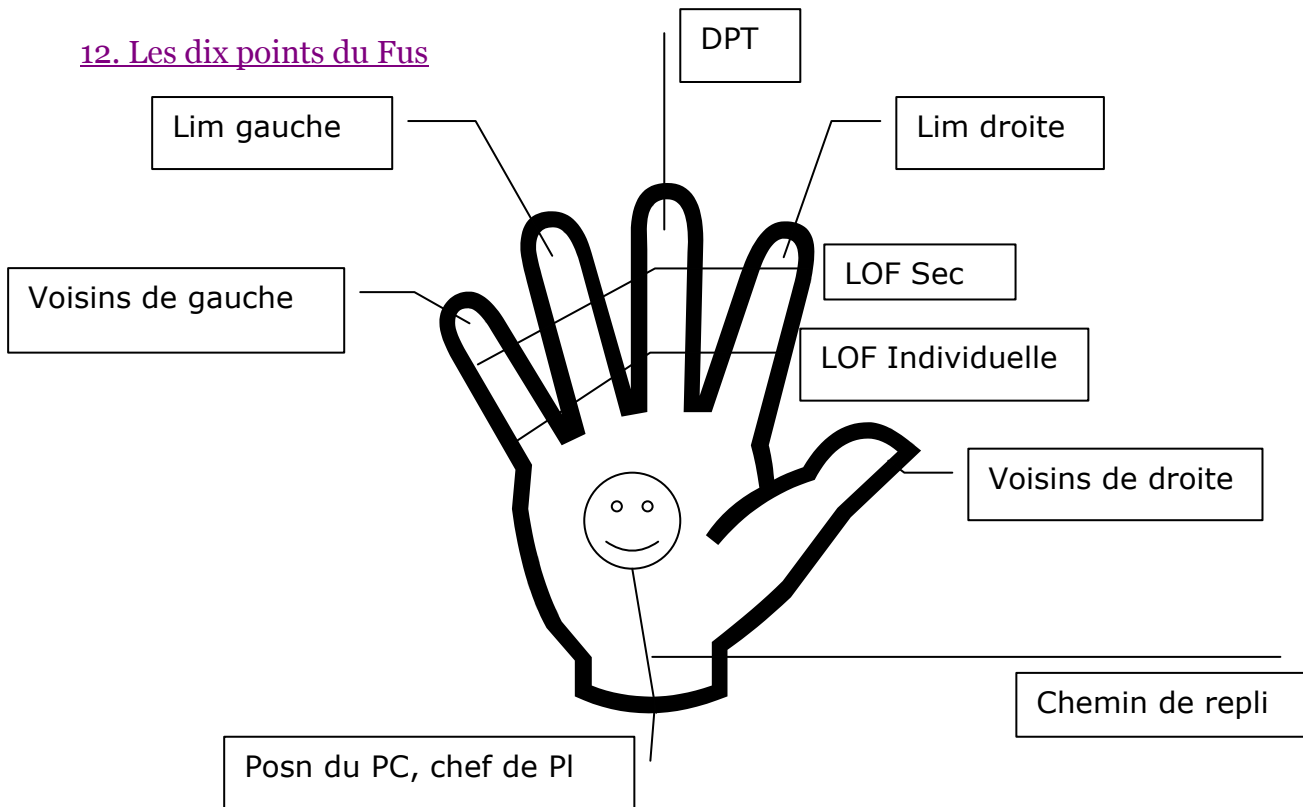 12. Les dix points du Fus
DPT
Lim gauche
Lim droite
LOF Sec
Voisins de gauche
LOF Individuelle
Voisins de droite
Chemin de repli
Posn du PC, chef de Pl